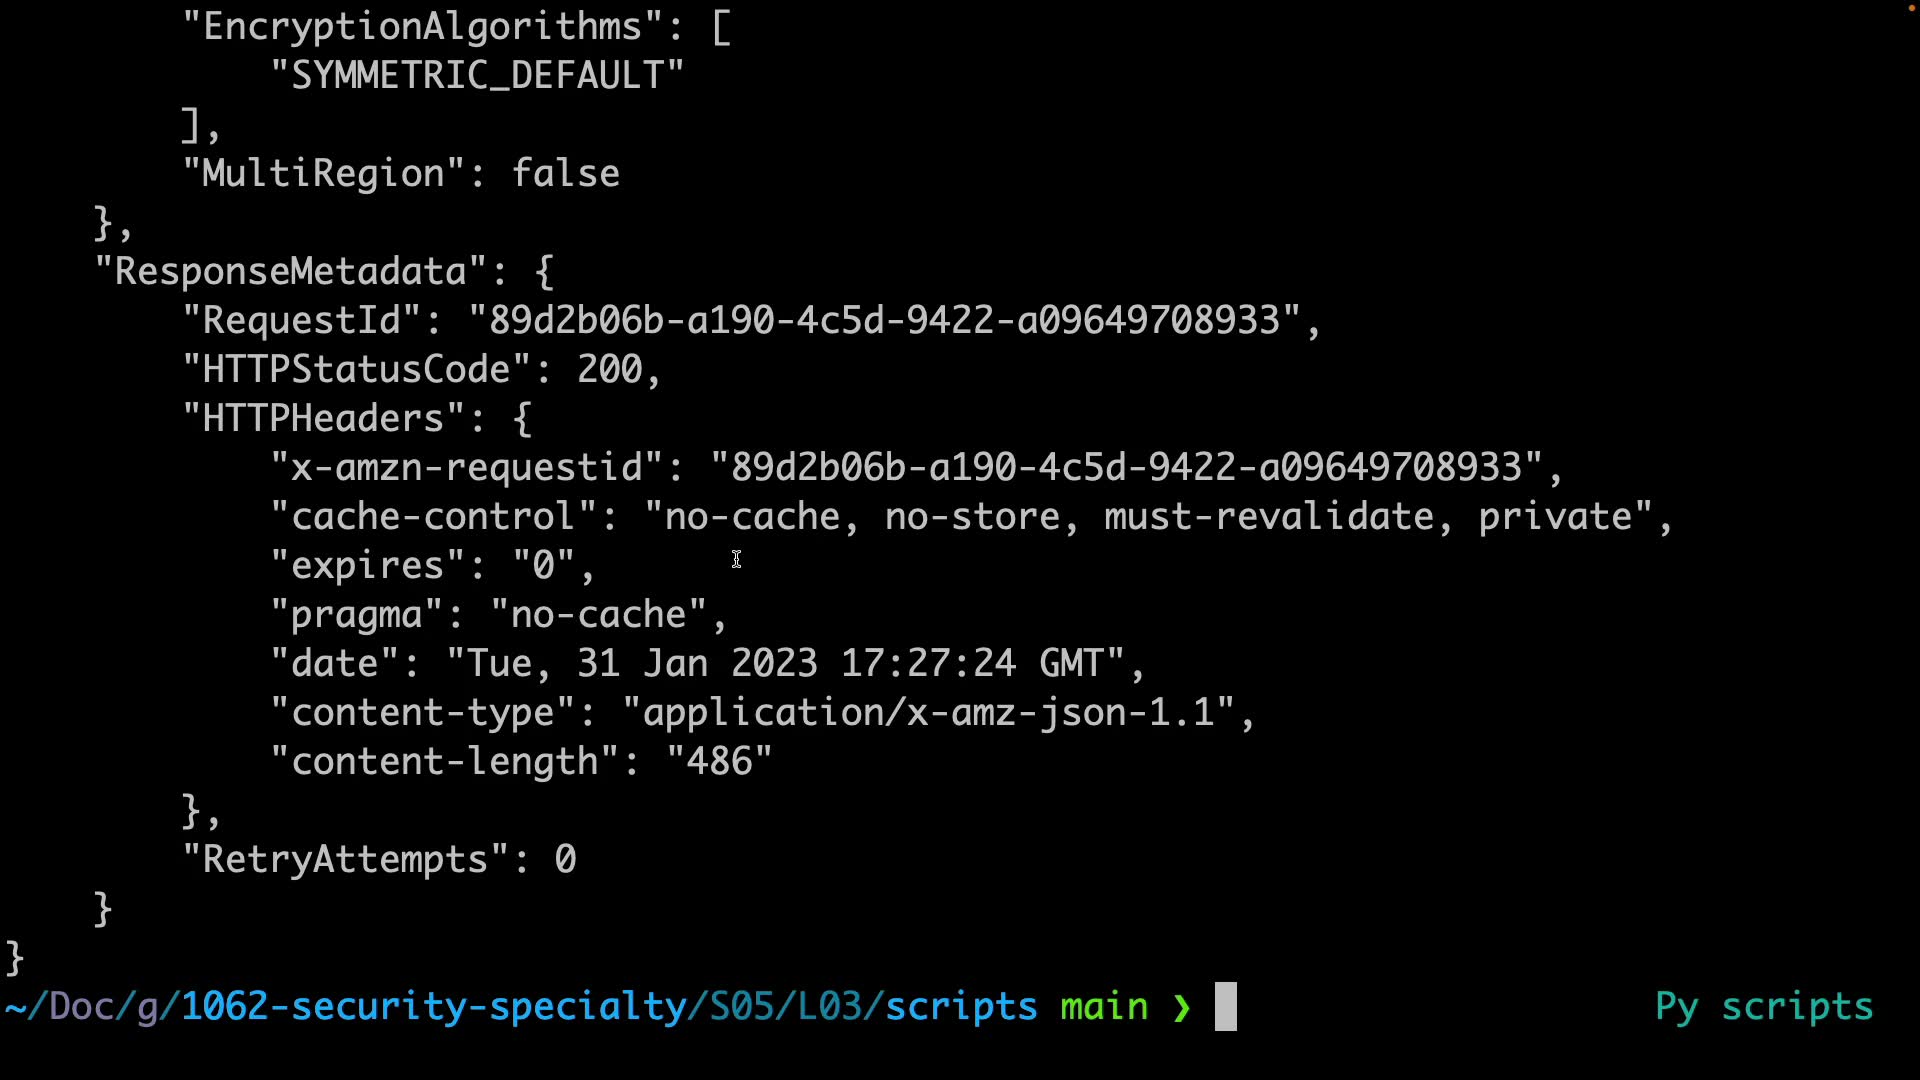 "EncryptionAlgorithms": [
"SYMMETRIC_DEFAULT"
],
"MultiRegion": false
},
"ResponseMetadata": {
"RequestId": "89d2b06b-a190-4c5d-9422-a09649708933",
"HTTPStatusCode": 200,
"HTTPHeaders": {
"x-amzn-requestid": "89d2b06b-a190-4c5d-9422-a09649708933",
"cache-control": "no-cache, no-store, must-revalidate, private",
"expires": "0",
"pragma": "no-cache",
"date": "Tue, 31 Jan 2023 17:27:24 GMT",
"content-type": "application/x-amz-json-1.1",
"content-length": "486"
},
"RetryAttempts": 0
}
}
~/Doc/g/1062-security-specialty/S05/L03/scripts main ❯ Py scripts